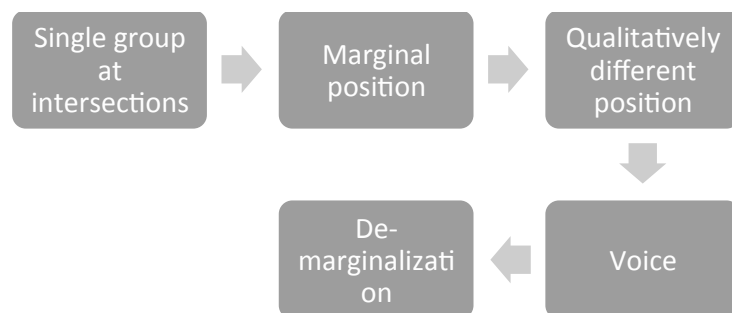 Single group
at
intersections
Marginal
position
Qualitatively
different
position
Voice
De-
marginalizati
on